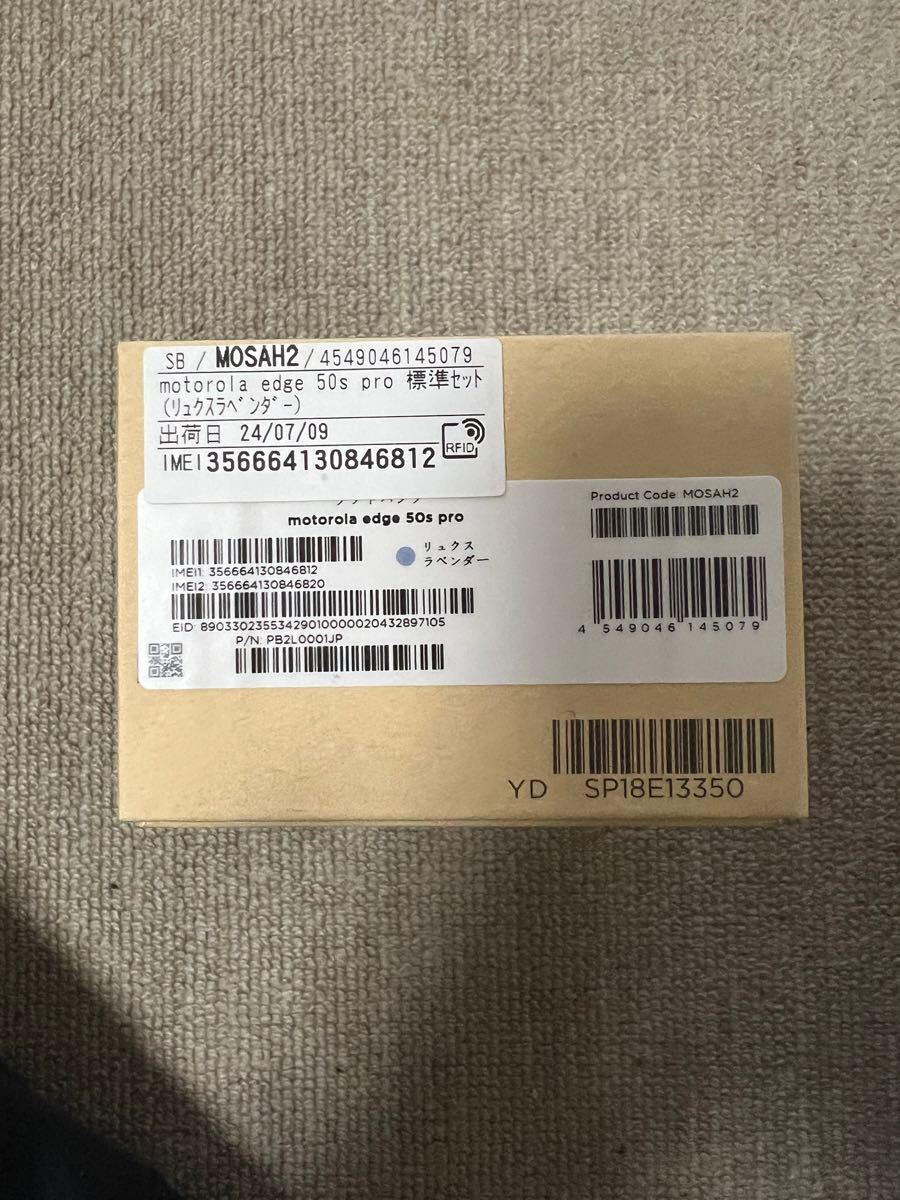 SB / MOSAH2 / 4549046145079
motorola edge 50s pro 標準セット
(リュクスラベンダー)
出荷日 24/07/09
RFID
IMEI 356664130846812
motorola edge 50s pro
リュクス
ラベンダー
IMEI1: 356664130846812
IMEI2: 356664130846820
EID: 89033023553429010000020432897105
P/N: PB2L0001JP
Product Code MOSAH2
4 549046 145079
YD SP18E13350